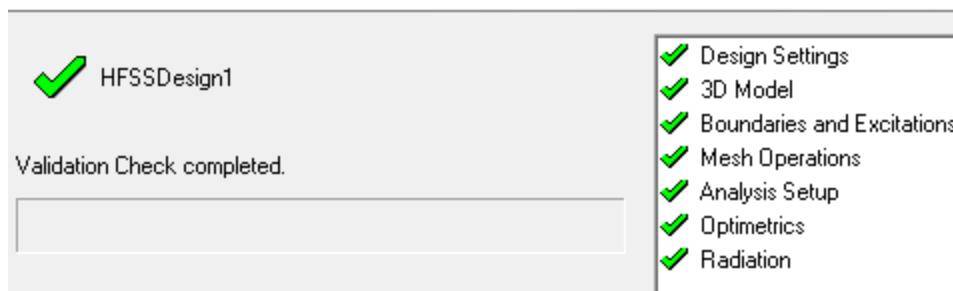 HFSSDesign1
Validation Check completed.
Design Settings
3D Model
Boundaries and Excitations
Mesh Operations
Analysis Setup
Optimetrics
Radiation